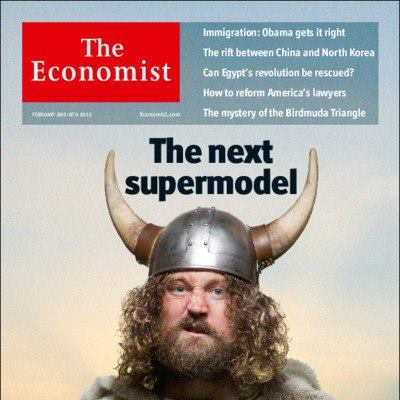 The
Economist
FEBRUARY 2ND-8TH 2013
Economist.com
Immigration: Obama gets it right
The rift between China and North Korea
Can Egypt's revolution be rescued?
How to reform America's lawyers
The mystery of the Birdmuda Triangle
The next
supermodel